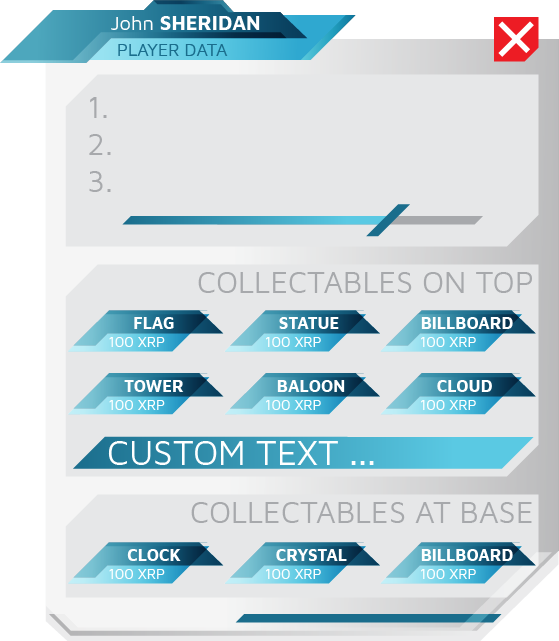 John SHERIDAN
PLAYER DATA
1.
2.
3.
COLLECTABLES ON TOP
FLAG
100 XRP
STATUE
100 XRP
BILLBOARD
100 XRP
TOWER
100 XRP
BALOON
100 XRP
CLOUD
100 XRP
CUSTOM TEXT ...
COLLECTABLES AT BASE
CLOCK
100 XRP
CRYSTAL
100 XRP
BILLBOARD
100 XRP